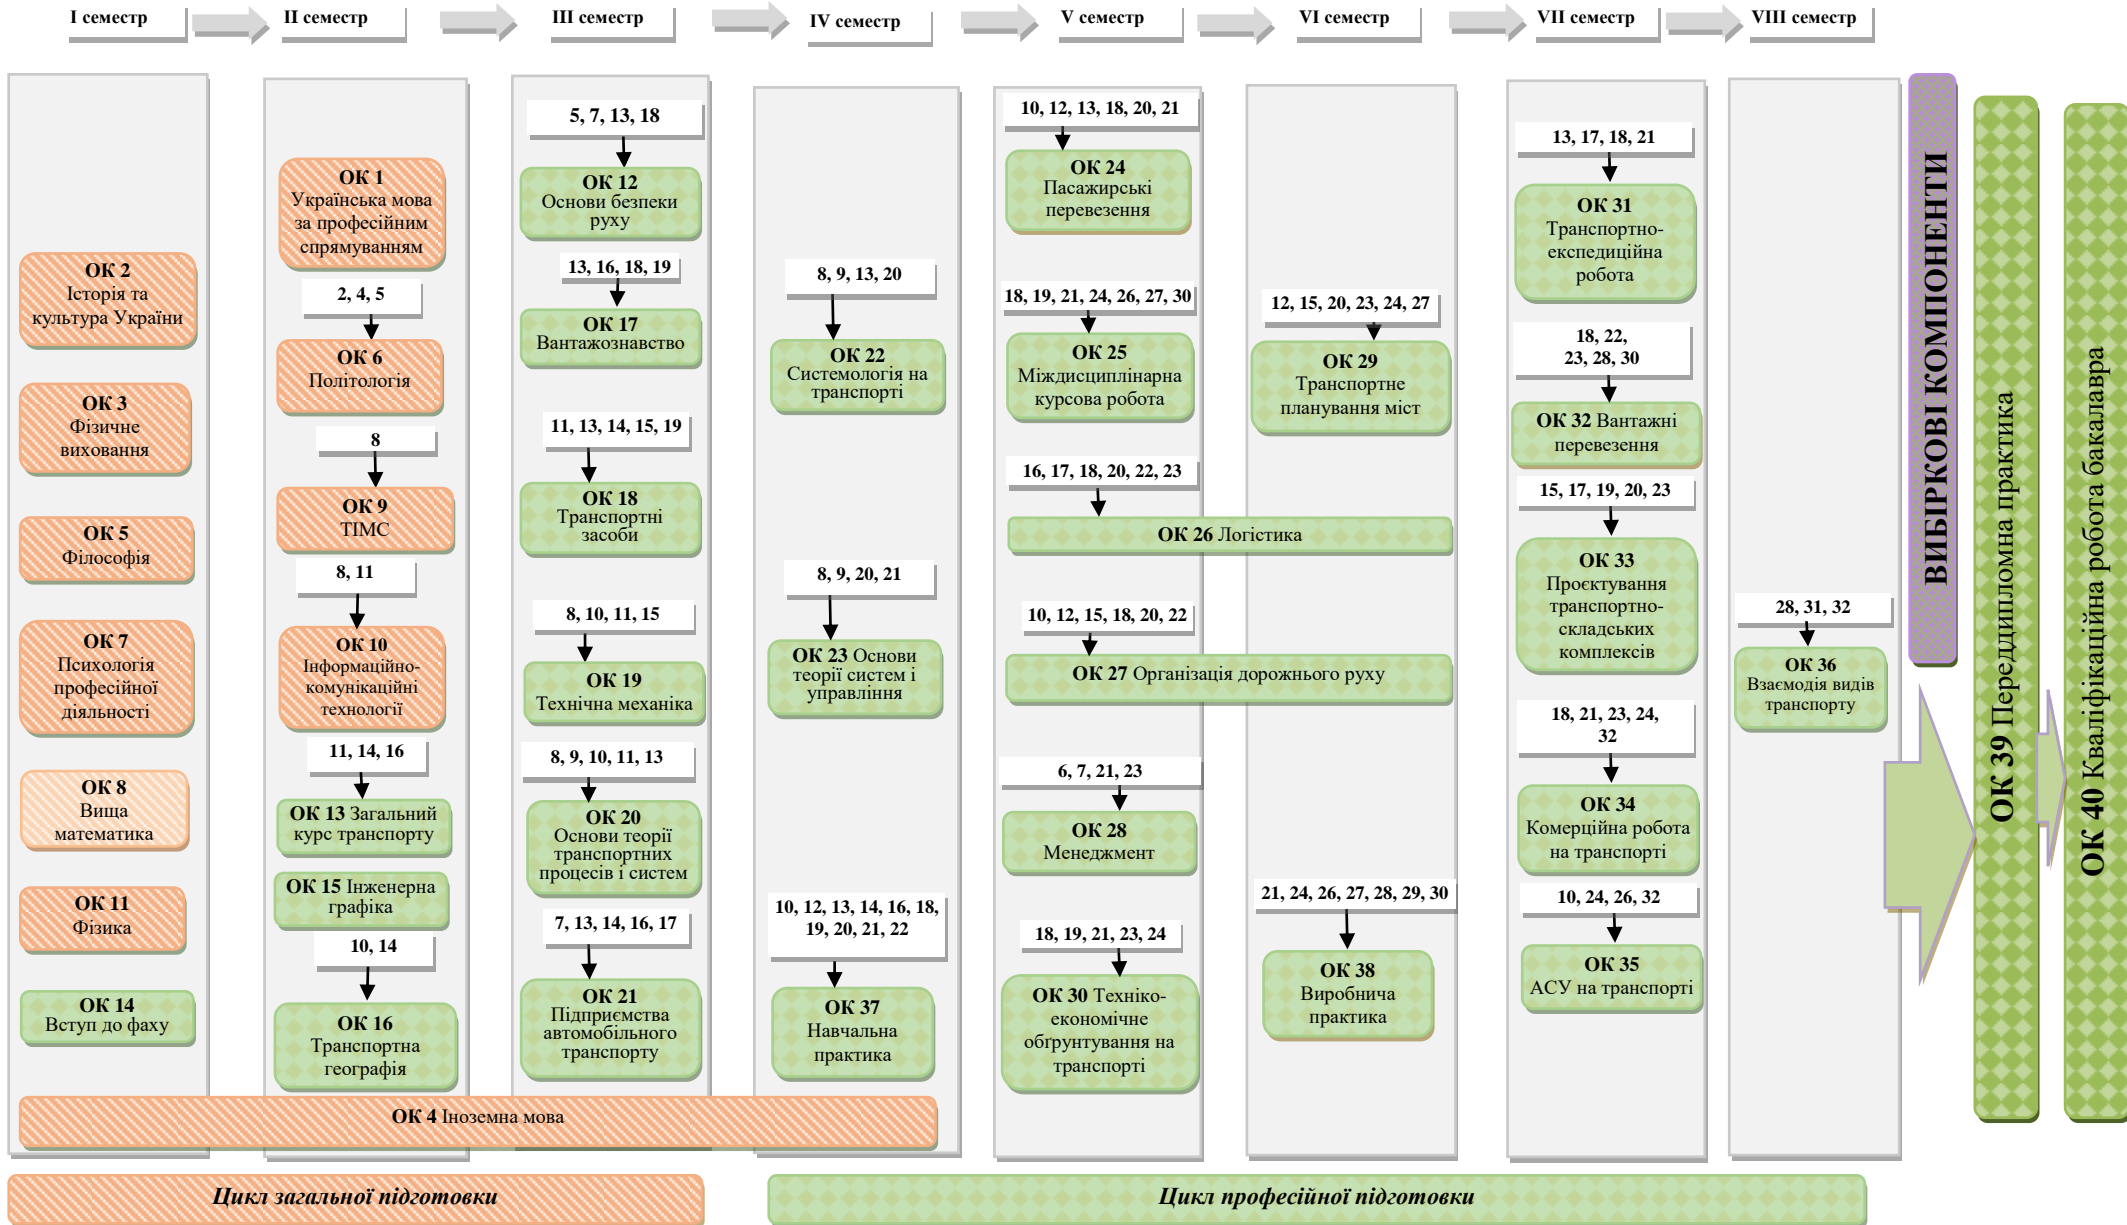 I семестр
II семестр
III семестр
IV семестр
V семестр
VI семестр
VII семестр
VIII семестр
ОК 2
Історія та
культура України
ОК 3
Фізичне
виховання
ОК 5
Філософія
ОК 7
Психологія
професійної
діяльності
ОК 8
Вища
математика
ОК 11
Фізика
ОК 14
Вступ до фаху
ОК 1
Українська мова
за професійним
спрямуванням
2, 4, 5
ОК 6
Політологія
8
ОК 9
ТІМС
8, 11
ОК 10
Інформаційно-
комунікаційні
технології
11, 14, 16
ОК 13 Загальний
курс транспорту
ОК 15 Інженерна
графіка
10, 14
ОК 16
Транспортна
географія
5, 7, 13, 18
ОК 12
Основи безпеки
руху
13, 16, 18, 19
ОК 17
Вантажознавство
11, 13, 14, 15, 19
ОК 18
Транспортні
засоби
8, 10, 11, 15
ОК 19
Технічна механіка
8, 9, 10, 11, 13
ОК 20
Основи теорії
транспортних
процесів і систем
7, 13, 14, 16, 17
ОК 21
Підприємства
автомобільного
транспорту
8, 9, 13, 20
ОК 22
Системологія на
транспорті
8, 9, 20, 21
ОК 23 Основи
теорії систем і
управління
10, 12, 13, 14, 16, 18,
19, 20, 21, 22
ОК 37
Навчальна
практика
ОК 4 Іноземна мова
10, 12, 13, 18, 20, 21
ОК 24
Пасажирські
перевезення
18, 19, 21, 24, 26, 27, 30
ОК 25
Міждисциплінарна
курсова робота
16, 17, 18, 20, 22, 23
ОК 26 Логістика
10, 12, 15, 18, 20, 22
ОК 27 Організація дорожнього руху
6, 7, 21, 23
ОК 28
Менеджмент
18, 19, 21, 23, 24
ОК 30 Техніко-
економічне
обґрунтування на
транспорті
12, 15, 20, 23, 24, 27
ОК 29
Транспортне
планування міст
21, 24, 26, 27, 28, 29, 30
ОК 38
Виробнича
практика
13, 17, 18, 21
ОК 31
Транспортно-
експедиційна
робота
18, 22,
23, 28, 30
ОК 32 Вантажні
перевезення
15, 17, 19, 20, 23
ОК 33
Проєктування
транспортно-
складських
комплексів
18, 21, 23, 24,
32
ОК 34
Комерційна робота
на транспорті
10, 24, 26, 32
ОК 35
АСУ на транспорті
28, 31, 32
ОК 36
Взаємодія видів
транспорту
ВИБІРКОВІ КОМПІОНЕНТИ
ОК 39 Переддипломна практика
ОК 40 Кваліфікаційна робота бакалавра
Цикл загальної підготовки
Цикл професійної підготовки